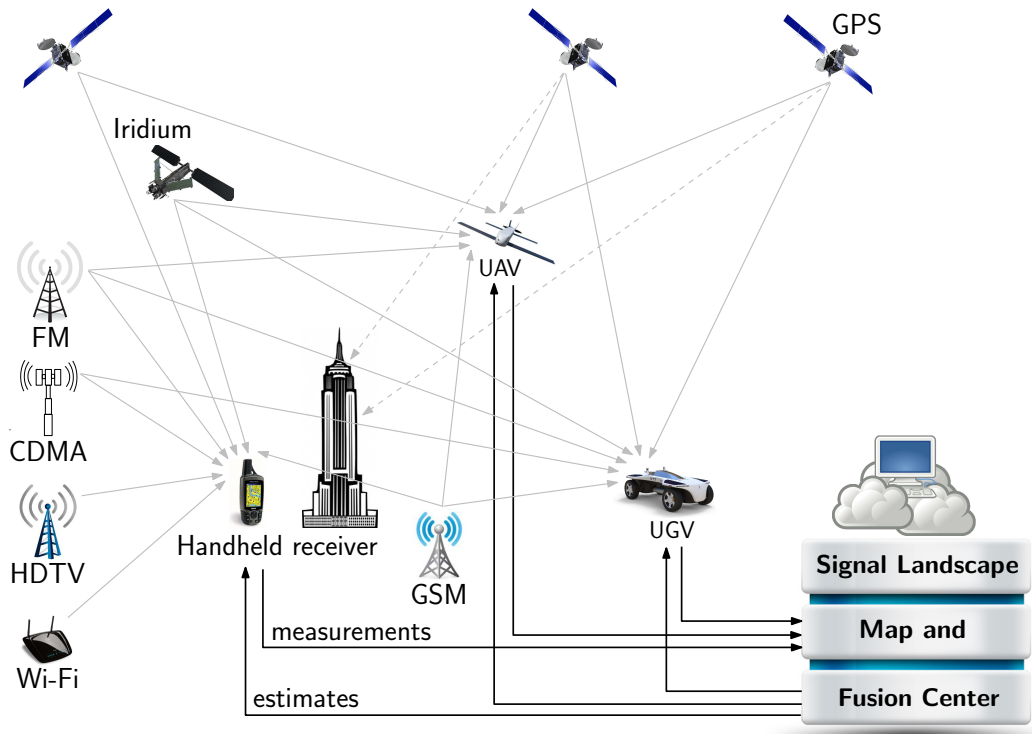 GPS
Iridium
UAV
FM
CDMA
HDTV
Wi-Fi
Handheld receiver
GSM
UGV
measurements
estimates
Signal Landscape
Map and
Fusion Center